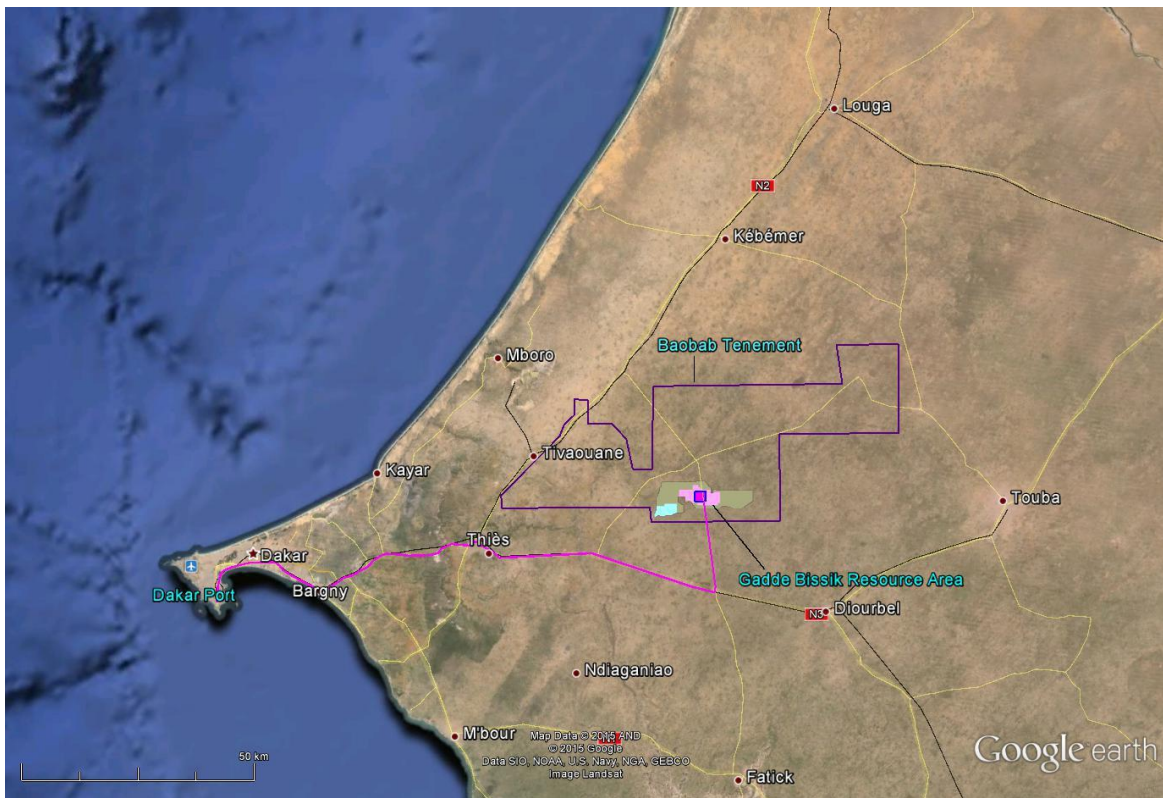 Louga
N2
Kébémer
Baobab Tenement
Mboro
Tivaouane
Kayar
Touba
Thiès
Dakar
Gadde Bissik Resource Area
Dakar Port
Bargny
N3
Diourbel
Ndiaganiao
M'bour
Map Data © 2015 AND
© 2015 Google
Data SIO, NOAA, U.S. Navy, NGA, GEBCO
Image Landsat
50 km
Google earth
Fatick